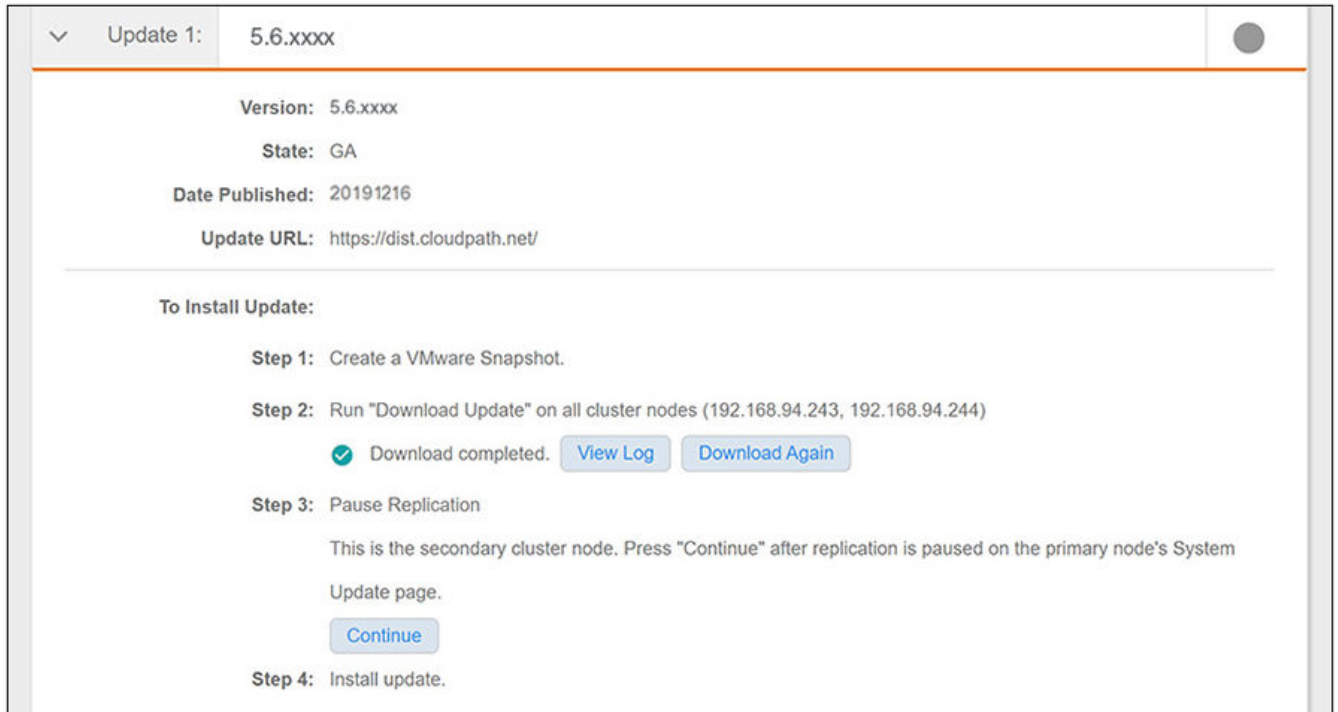 Update 1: 5.6.xxxx
Version: 5.6.xxxx
State: GA
Date Published: 20191216
Update URL: https://dist.cloudpath.net/
To Install Update:
Step 1: Create a VMware Snapshot.
Step 2: Run "Download Update" on all cluster nodes (192.168.94.243, 192.168.94.244)
Download completed. View Log Download Again
Step 3: Pause Replication
This is the secondary cluster node. Press "Continue" after replication is paused on the primary node's System
Update page.
Continue
Step 4: Install update.